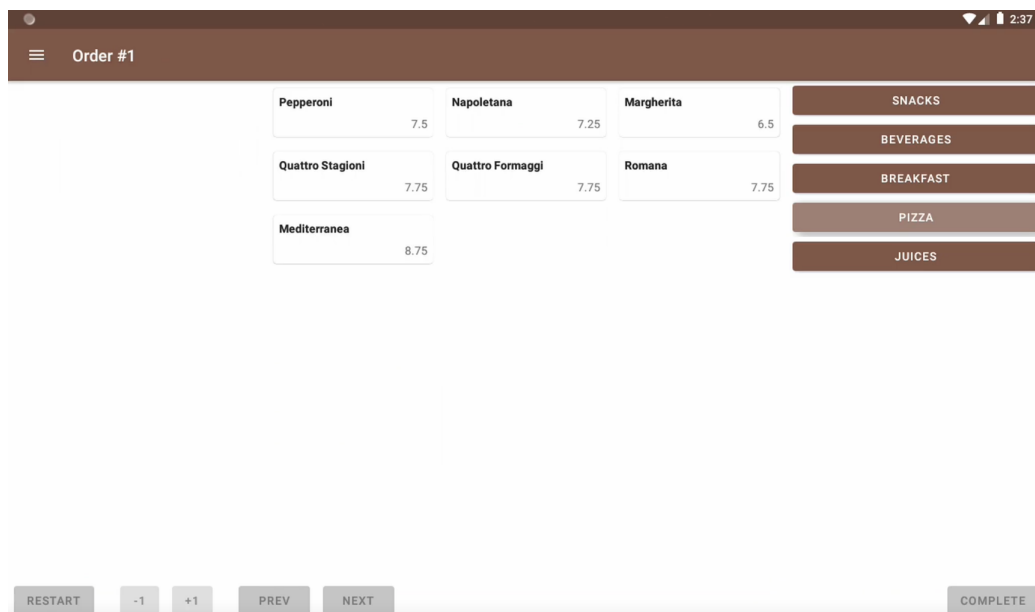 2:37
Order #1
Pepperoni
7.5
Napoletana
7.25
Margherita
6.5
Quattro Stagioni
7.75
Quattro Formaggi
7.75
Romana
7.75
Mediterranea
8.75
SNACKS
BEVERAGES
BREAKFAST
PIZZA
JUICES
RESTART -1 +1 PREV NEXT COMPLETE